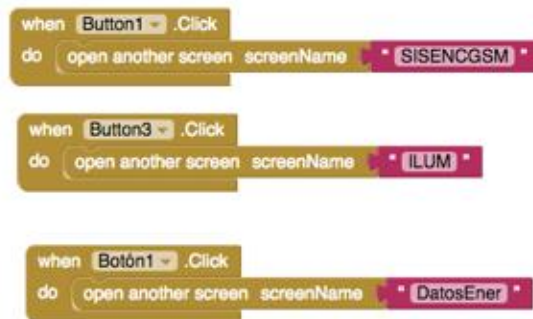 when Button1 .Click
do open another screen screenName " SISENCGSM "
when Button3 .Click
do open another screen screenName " ILUM "
when Botón1 .Click
do open another screen screenName " DatosEner "